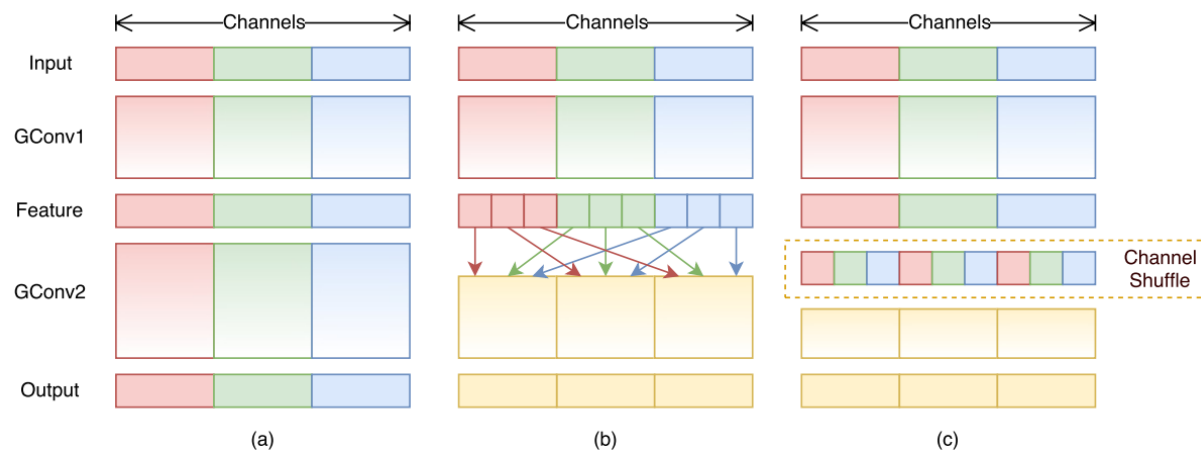 Channels
Channels
Channels
Input
GConv1
Feature
GConv2
Channel
Shuffle
Output
(a)
(b)
(c)